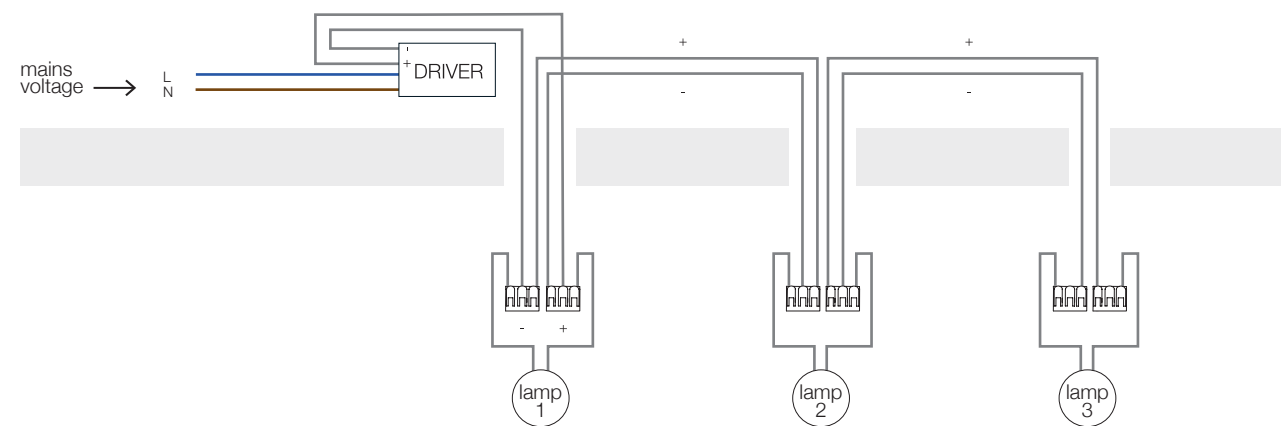 + +
-
+ DRIVER
mains
voltage
L
N
- -
- +
lamp
1
lamp
2
lamp
3